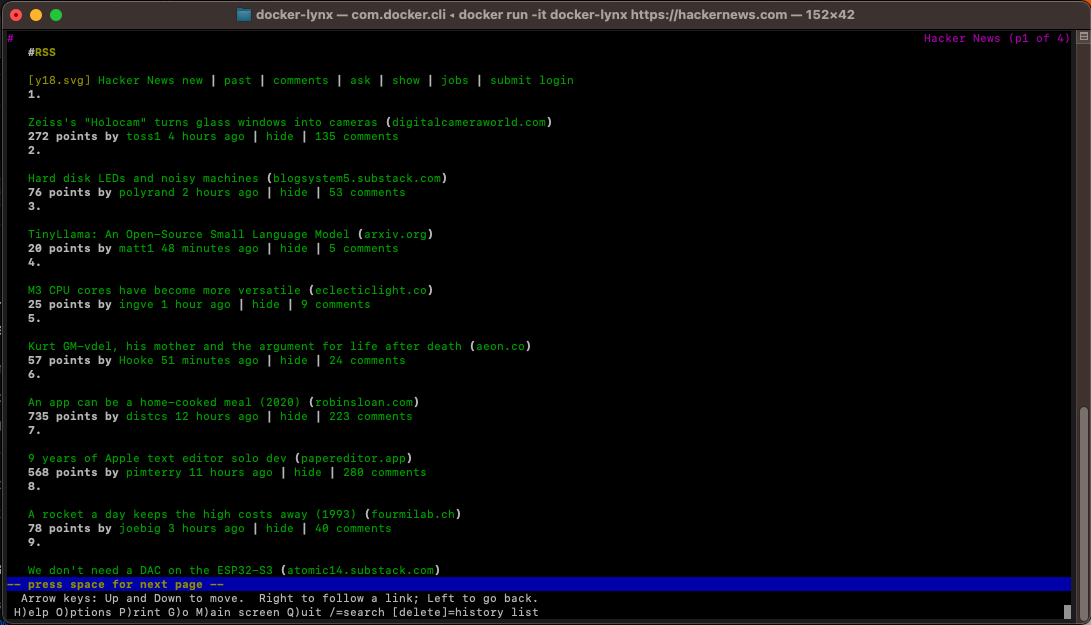 docker-lynx — com.docker.cli ◂ docker run -it docker-lynx https://hackernews.com — 152×42
# Hacker News (p1 of 4)
#RSS
[y18.svg] Hacker News new | past | comments | ask | show | jobs | submit login
1.
Zeiss's "Holocam" turns glass windows into cameras (digitalcameraworld.com)
272 points by toss1 4 hours ago | hide | 135 comments
2.
Hard disk LEDs and noisy machines (blogsystem5.substack.com)
76 points by polyrand 2 hours ago | hide | 53 comments
3.
TinyLlama: An Open-Source Small Language Model (arxiv.org)
20 points by matt1 48 minutes ago | hide | 5 comments
4.
M3 CPU cores have become more versatile (eclecticlight.co)
25 points by ingve 1 hour ago | hide | 9 comments
5.
Kurt GM-vdel, his mother and the argument for life after death (aeon.co)
57 points by Hooke 51 minutes ago | hide | 24 comments
6.
An app can be a home-cooked meal (2020) (robinsloan.com)
735 points by distcs 12 hours ago | hide | 223 comments
7.
9 years of Apple text editor solo dev (papereditor.app)
568 points by pimterry 11 hours ago | hide | 280 comments
8.
A rocket a day keeps the high costs away (1993) (fourmilab.ch)
78 points by joebig 3 hours ago | hide | 40 comments
9.
We don't need a DAC on the ESP32-S3 (atomic14.substack.com)
-- press space for next page --
Arrow keys: Up and Down to move. Right to follow a link; Left to go back.
H)elp O)ptions P)rint G)o M)ain screen Q)uit /=search [delete]=history list